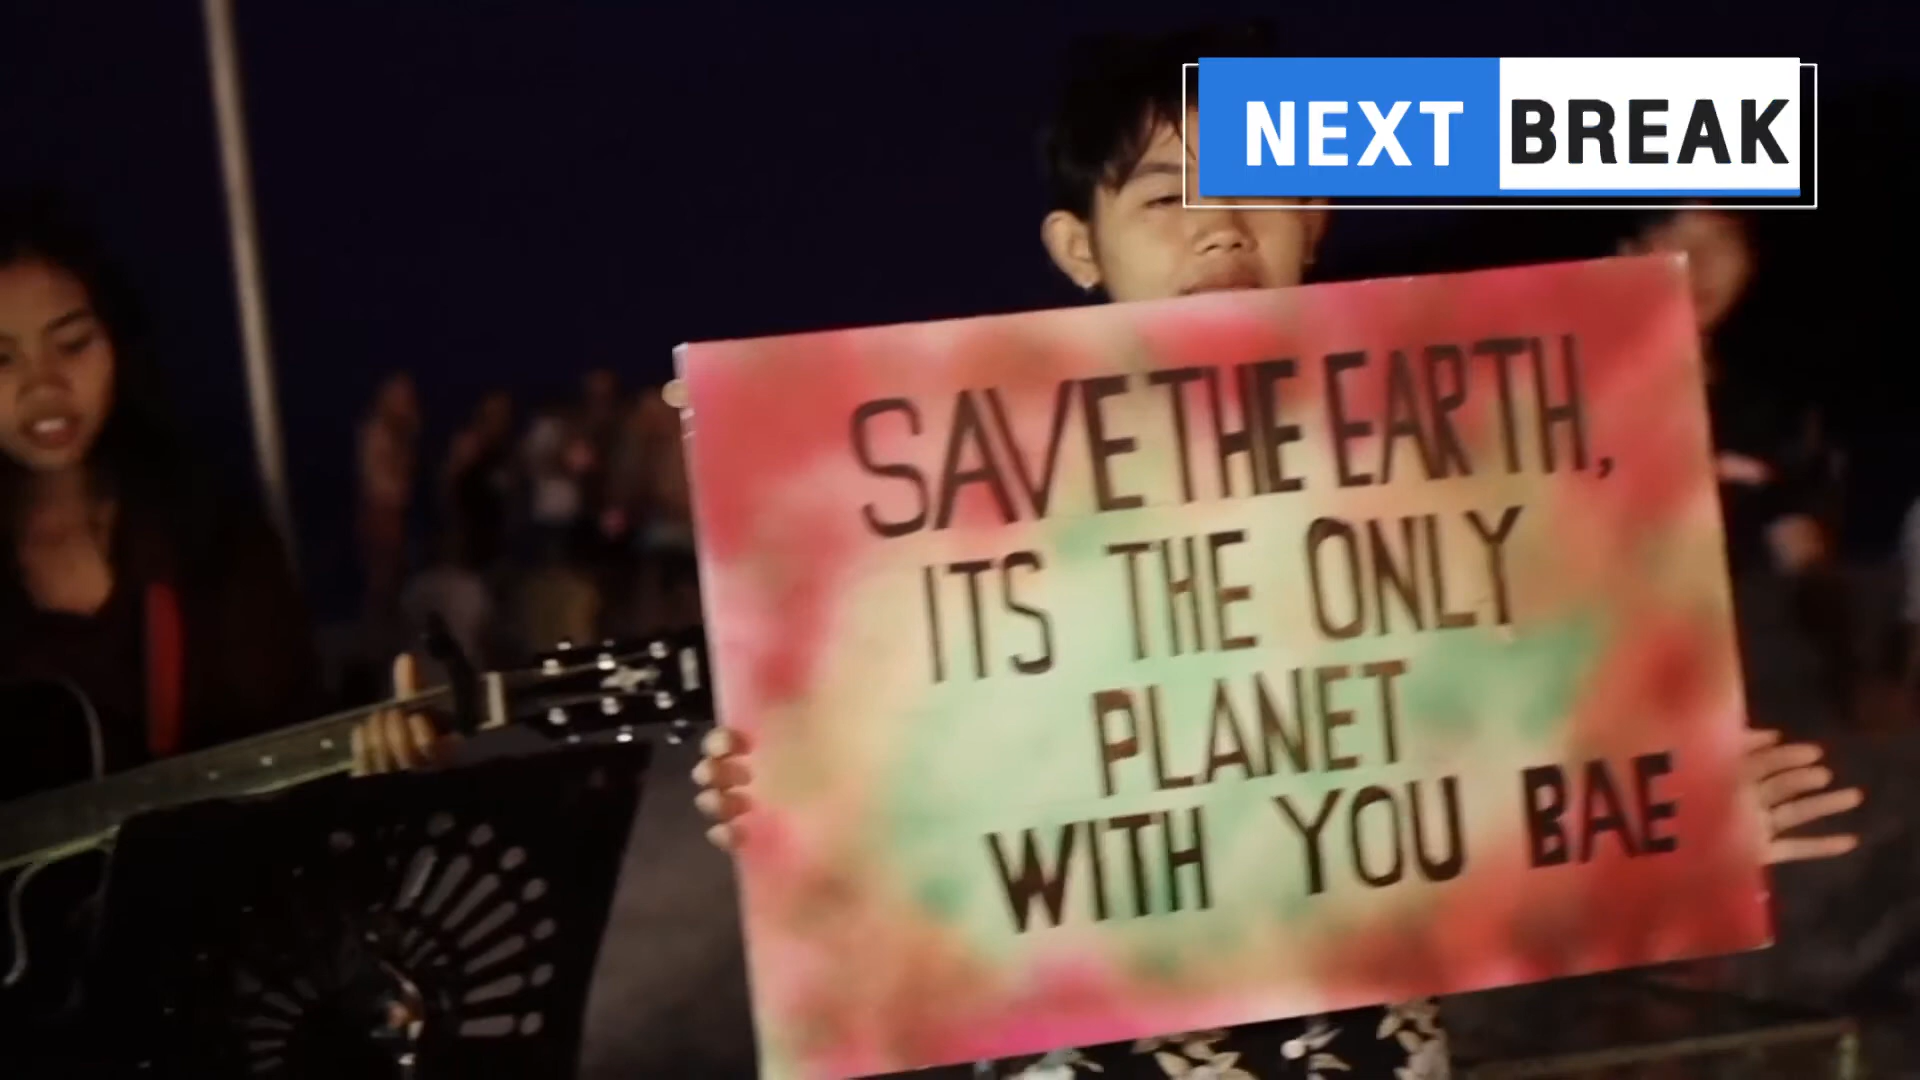 NEXT BREAK
SAVE THE EARTH,
ITS THE ONLY
PLANET
WITH YOU BAE